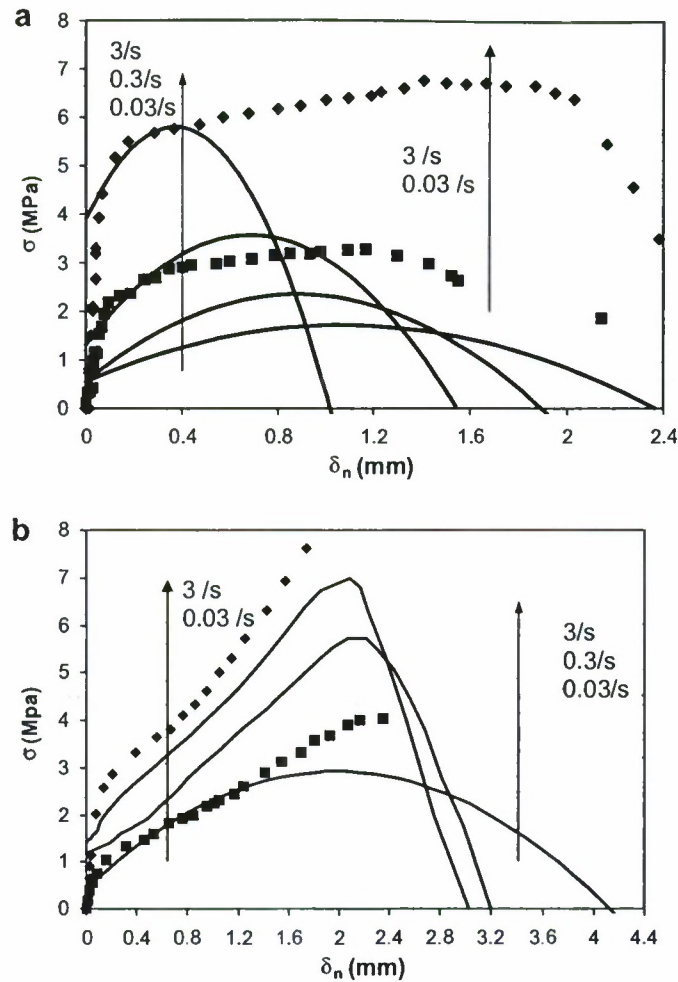 a
8
7
6
5
4
3
2
1
0
σ (MPa)
3/s
0.3/s
0.03/s
3 /s
0.03 /s
0 0.4 0.8 1.2 1.6 2 2.4
δn (mm)
b
8
7
6
5
4
3
2
1
0
σ (Mpa)
3 /s
0.03 /s
3/s
0.3/s
0.03/s
0 0.4 0.8 1.2 1.6 2 2.4 2.8 3.2 3.6 4 4.4
δn (mm)